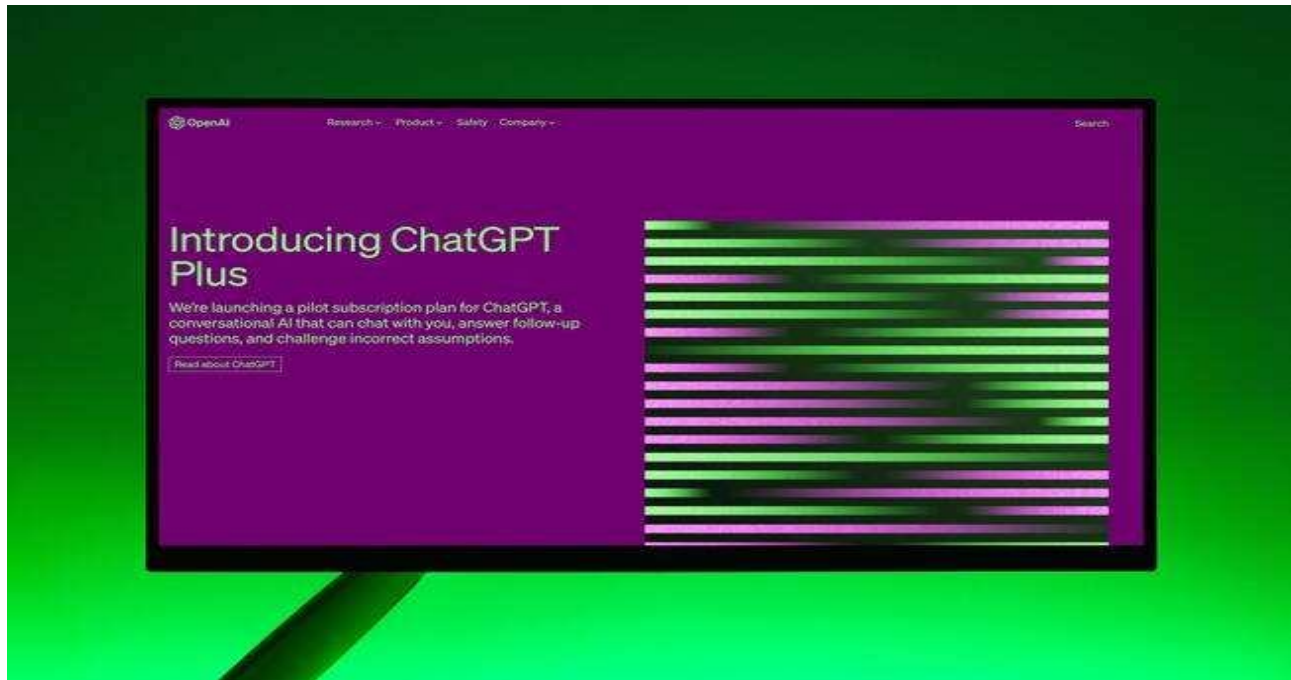 OpenAI
Research Product Safety Company
Search
Introducing ChatGPT
Plus
We're launching a pilot subscription plan for ChatGPT, a
conversational AI that can chat with you, answer follow-up
questions, and challenge incorrect assumptions.
Read about ChatGPT